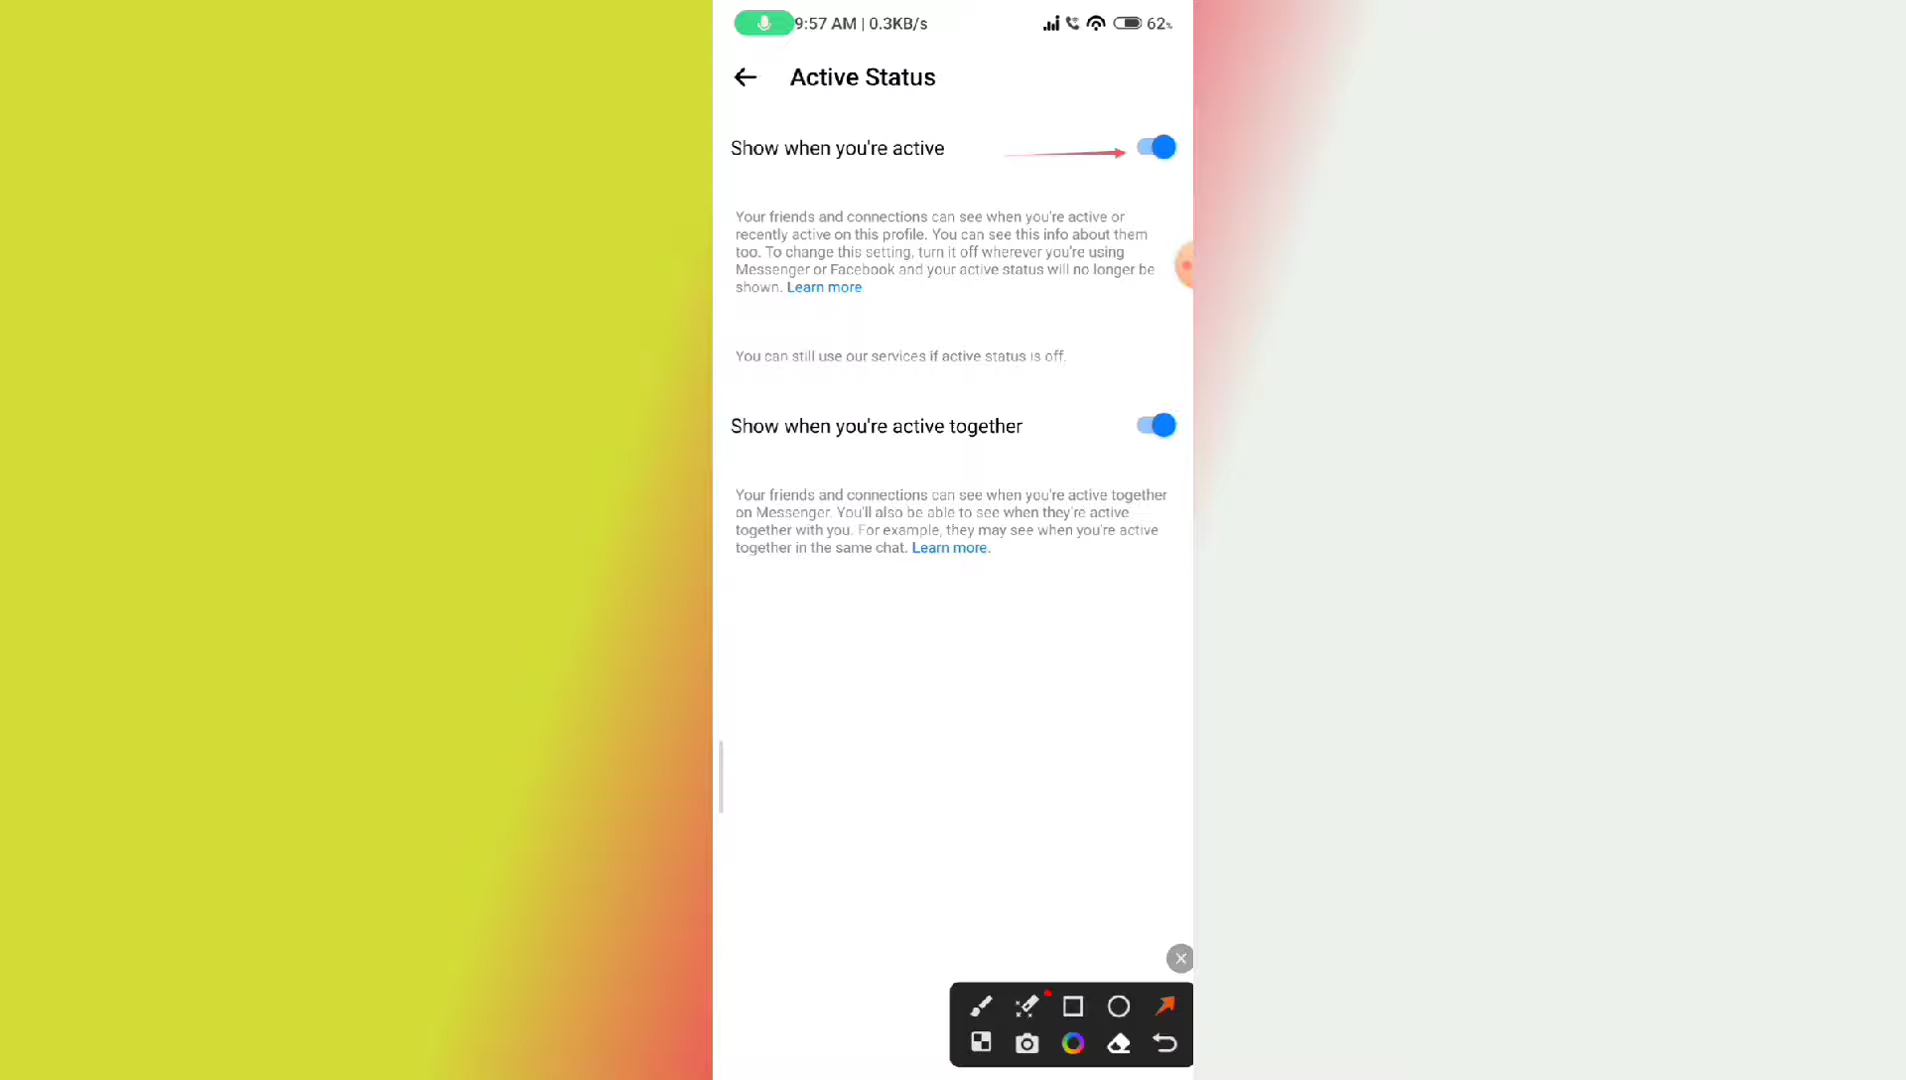 9:57 AM | 0.3KB/s 62%
Active Status
Show when you're active
Your friends and connections can see when you're active or
recently active on this profile. You can see this info about them
too. To change this setting, turn it off wherever you're using
Messenger or Facebook and your active status will no longer be
shown. Learn more.
You can still use our services if active status is off.
Show when you're active together
Your friends and connections can see when you're active together
on Messenger. You'll also be able to see when they're active
together with you. For example, they may see when you're active
together in the same chat. Learn more.